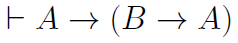 ⊢ A → (B → A)